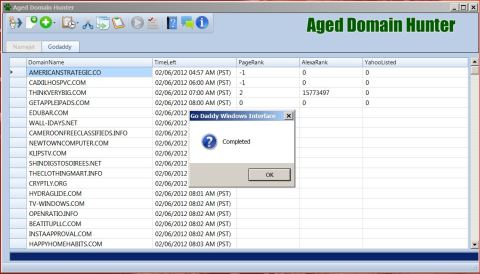 Aged Domain Hunter
Aged Domain Hunter
Namejet Godaddy
DomainName TimeLeft PageRank AlexaRank YahooListed
AMERICANSTRATEGIC.CO 02/06/2012 04:57 AM (PST) -1 0 0
CAIXILHOSPVC.COM 02/06/2012 06:00 AM (PST) -1 0 0
THINKVERYBIG.COM 02/06/2012 07:00 AM (PST) 2 15773497 0
GETAPPLEIPADS.COM 02/06/2012 08:00 AM (PST) 0 0 0
EDUBAR.COM 02/06/2012
WALL-IDAYS.NET 02/06/2012
CAMEROONFREECLASSIFIEDS.INFO 02/06/2012
NEWTOWNCOMPUTER.COM 02/06/2012
KLIPSTV.COM 02/06/2012
SHINDIGSTOSOIREES.NET 02/06/2012
THECLOTHINGMART.INFO 02/06/2012
CRYPTLY.ORG 02/06/2012
HYDRAGLIDE.COM 02/06/2012 08:01 AM (PST)
TV-WINDOWS.COM 02/06/2012 08:01 AM (PST)
OPENRATIO.INFO 02/06/2012 08:02 AM (PST)
BEATITUPLLC.COM 02/06/2012 08:02 AM (PST)
INSTAAPPROVAL.COM 02/06/2012 08:03 AM (PST)
HAPPYHOMEHABITS.COM 02/06/2012 08:03 AM (PST)
Go Daddy Windows Interface
Completed
OK